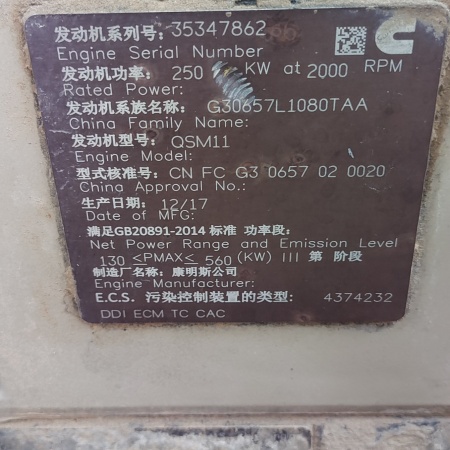 发动机系列号: 35347862
Engine Serial Number
发动机功率: 250 KW at 2000 RPM
Rated Power:
发动机系族名称: G30657L1080TAA
China Family Name:
发动机型号: QSM11
Engine Model:
型式核准号: CN FC G3 0657 02 0020
China Approval No.:
生产日期: 12/17
Date of MFG:
满足GB20891-2014 标准 功率段:
Net Power Range and Emission Level
130 ≤PMAX≤ 560 (KW) III 第 阶段
制造厂名称: 康明斯公司
Engine Manufacturer:
E.C.S. 污染控制装置的类型: 4374232
DDI ECM TC CAC